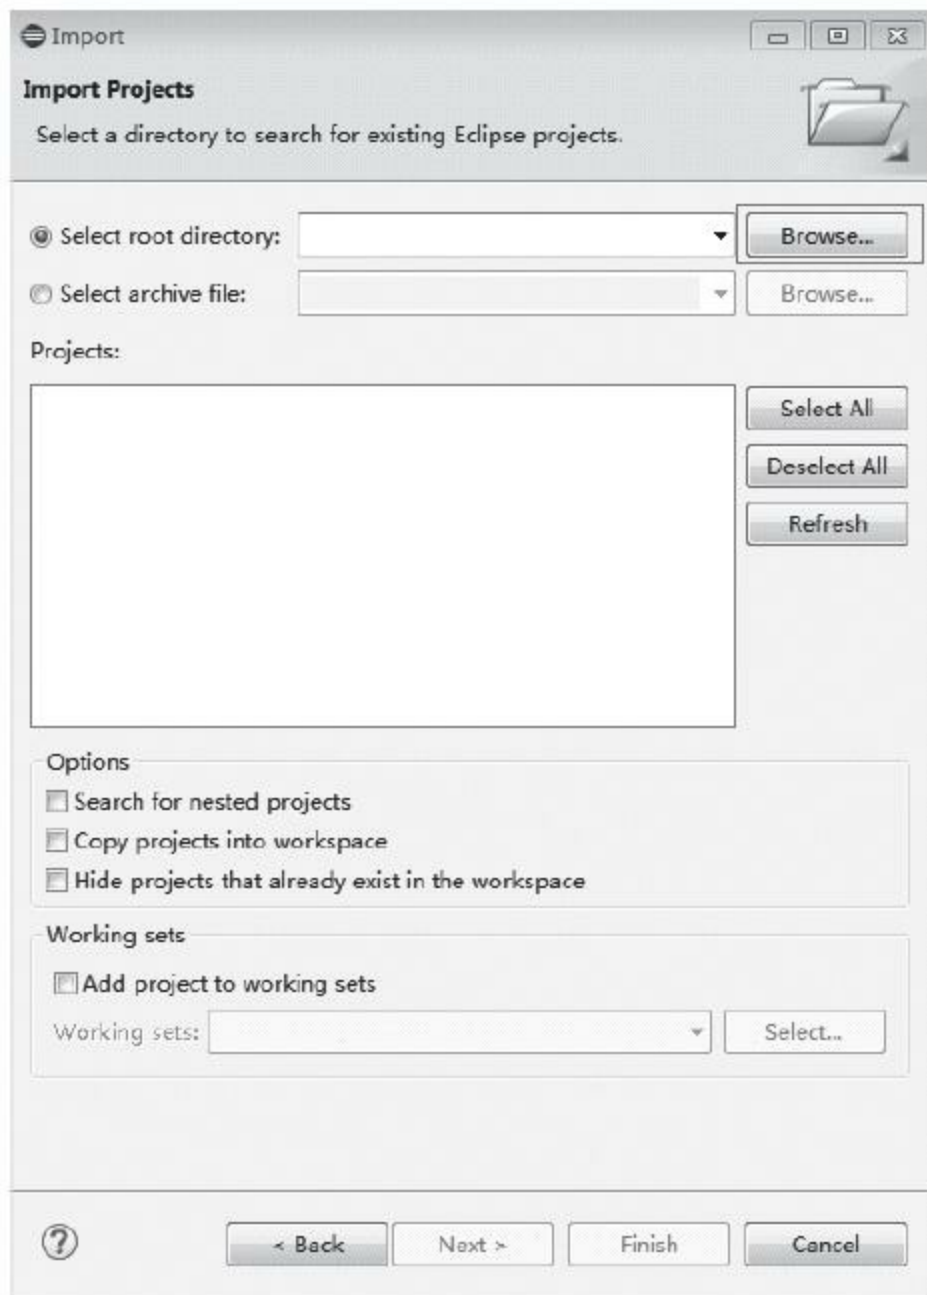 Import
Import Projects
Select a directory to search for existing Eclipse projects.
Select root directory:
Browse...
Select archive file:
Browse...
Projects:
Select All
Deselect All
Refresh
Options
Search for nested projects
Copy projects into workspace
Hide projects that already exist in the workspace
Working sets
Add project to working sets
Working sets:
Select...
?
< Back
Next >
Finish
Cancel